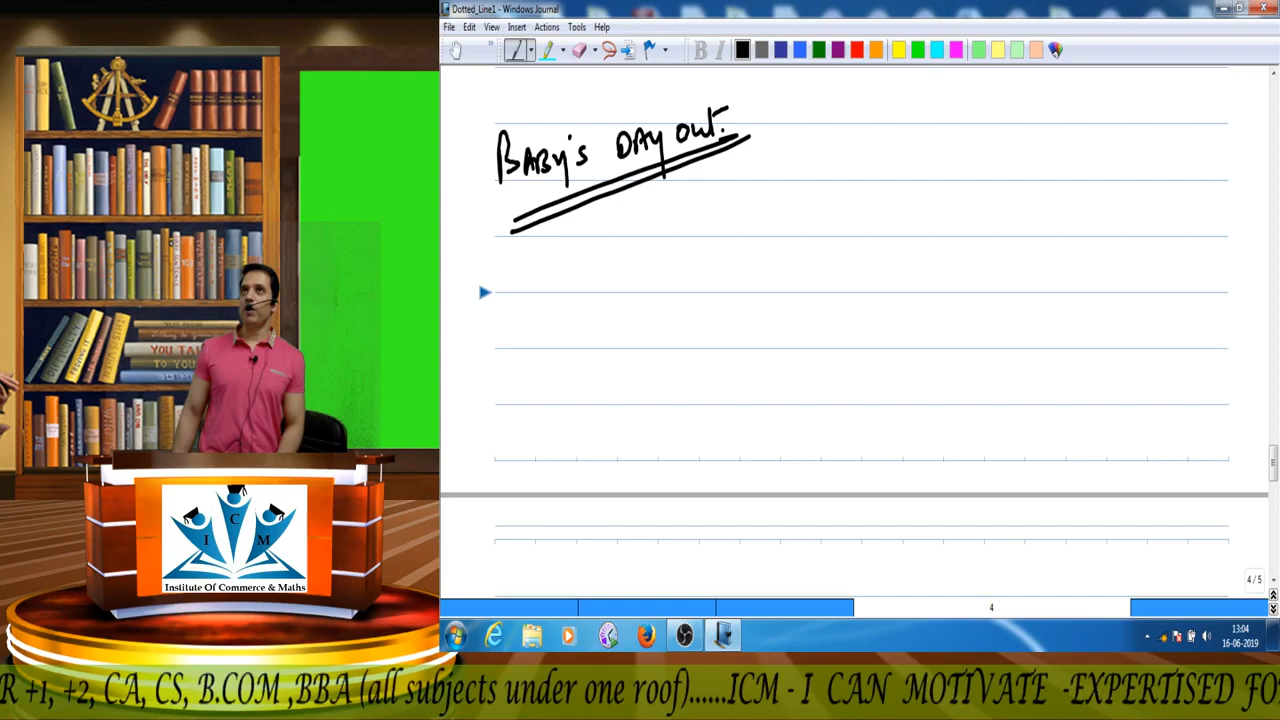 Dotted_Line1 - Windows Journal
File Edit View Insert Actions Tools Help
B I
BABY'S DAY OUT.
I C M
Institute Of Commerce & Maths
4 / 5
4
13:04
16-06-2019
R +1, +2, CA, CS, B.COM ,BBA (all subjects under one roof)......ICM - I CAN MOTIVATE -EXPERTISED FO